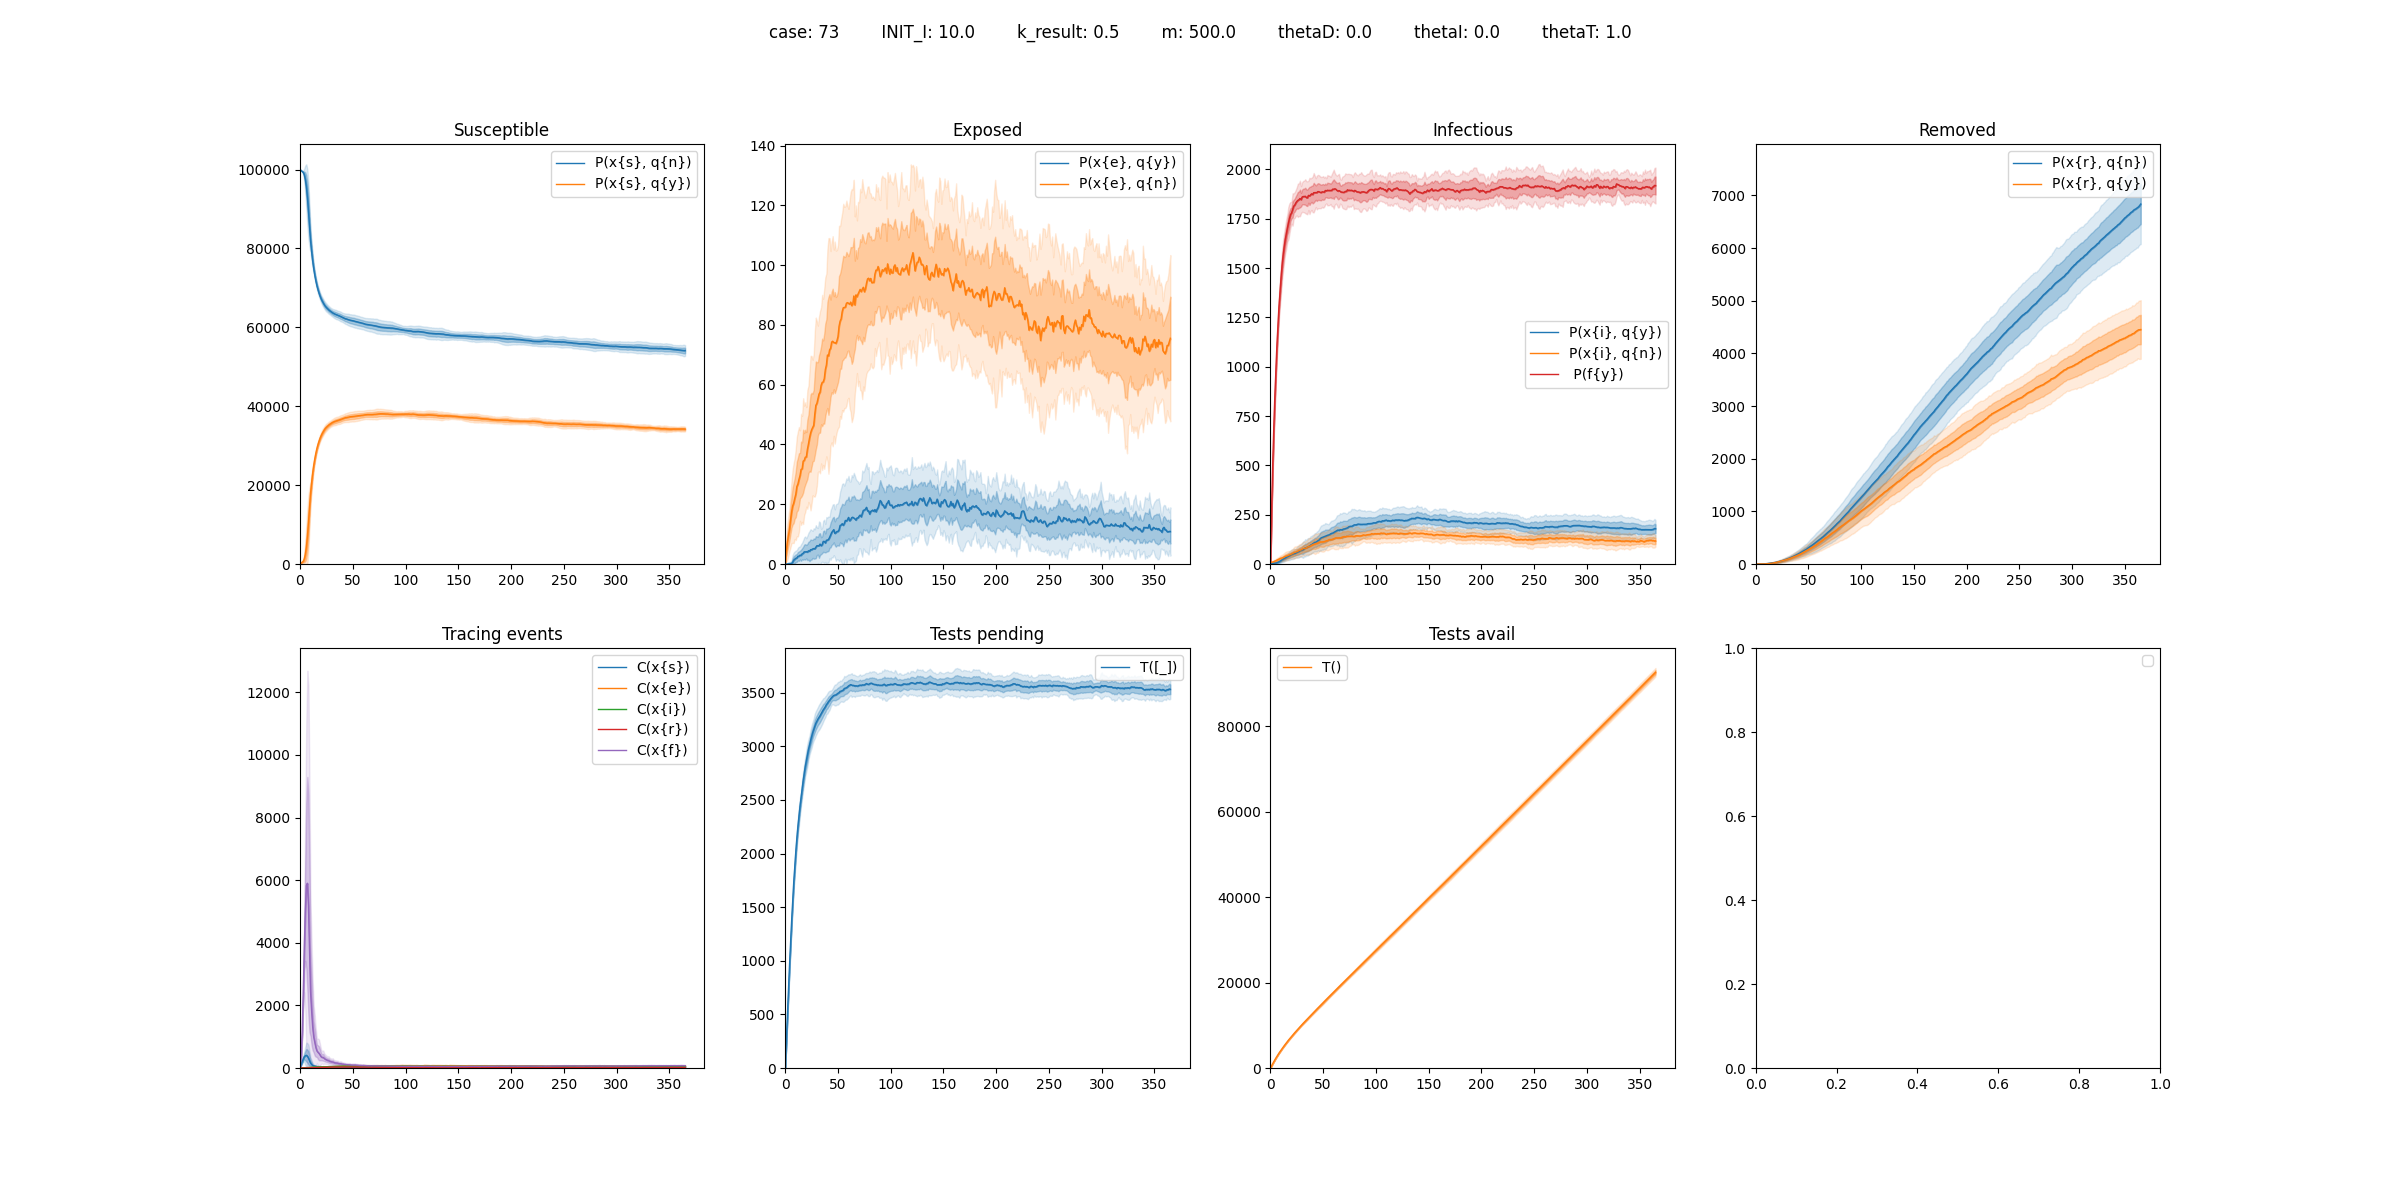 case: 73 INIT_I: 10.0 k_result: 0.5 m: 500.0 thetaD: 0.0 thetaI: 0.0 thetaT: 1.0
Susceptible
P(x{s}, q{n})
P(x{s}, q{y})
100000
80000
60000
40000
20000
0
0 50 100 150 200 250 300 350
Exposed
P(x{e}, q{y})
P(x{e}, q{n})
140
120
100
80
60
40
20
0
0 50 100 150 200 250 300 350
Infectious
P(x{i}, q{y})
P(x{i}, q{n})
P(f{y})
2000
1750
1500
1250
1000
750
500
250
0
0 50 100 150 200 250 300 350
Removed
P(x{r}, q{n})
P(x{r}, q{y})
7000
6000
5000
4000
3000
2000
1000
0
0 50 100 150 200 250 300 350
Tracing events
C(x{s})
C(x{e})
C(x{i})
C(x{r})
C(x{f})
12000
10000
8000
6000
4000
2000
0
0 50 100 150 200 250 300 350
Tests pending
T([_])
3500
3000
2500
2000
1500
1000
500
0
0 50 100 150 200 250 300 350
Tests avail
T()
80000
60000
40000
20000
0
0 50 100 150 200 250 300 350
1.0
0.8
0.6
0.4
0.2
0.0
0.0 0.2 0.4 0.6 0.8 1.0